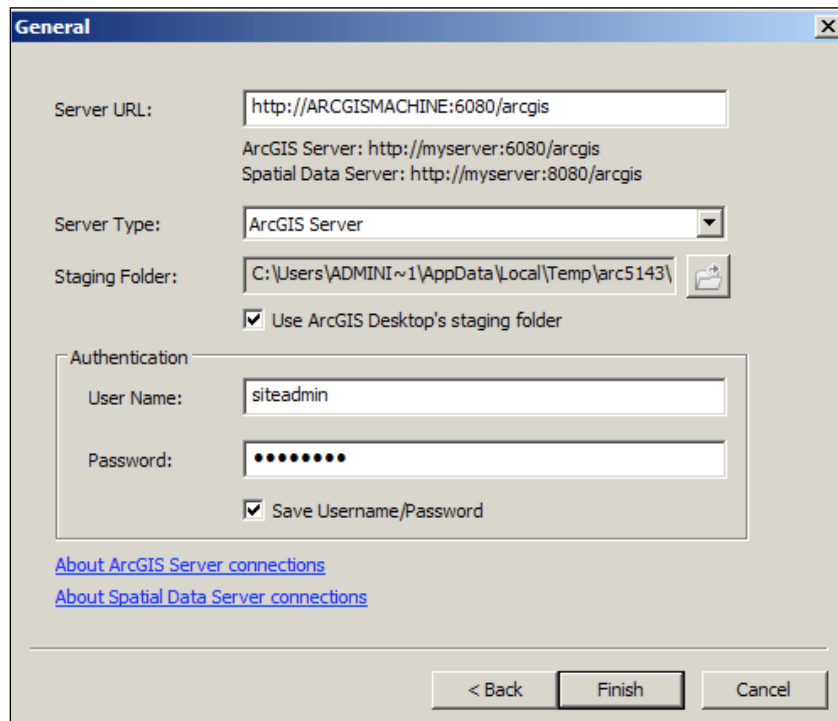 General
Server URL: http://ARCGISMACHINE:6080/arcgis
ArcGIS Server: http://myserver:6080/arcgis
Spatial Data Server: http://myserver:8080/arcgis
Server Type: ArcGIS Server
Staging Folder: C:\Users\ADMINI~1\AppData\Local\Temp\arc5143\
Use ArcGIS Desktop's staging folder
Authentication
User Name: siteadmin
Password: ●●●●●●●●
Save Username/Password
About ArcGIS Server connections
About Spatial Data Server connections
< Back Finish Cancel